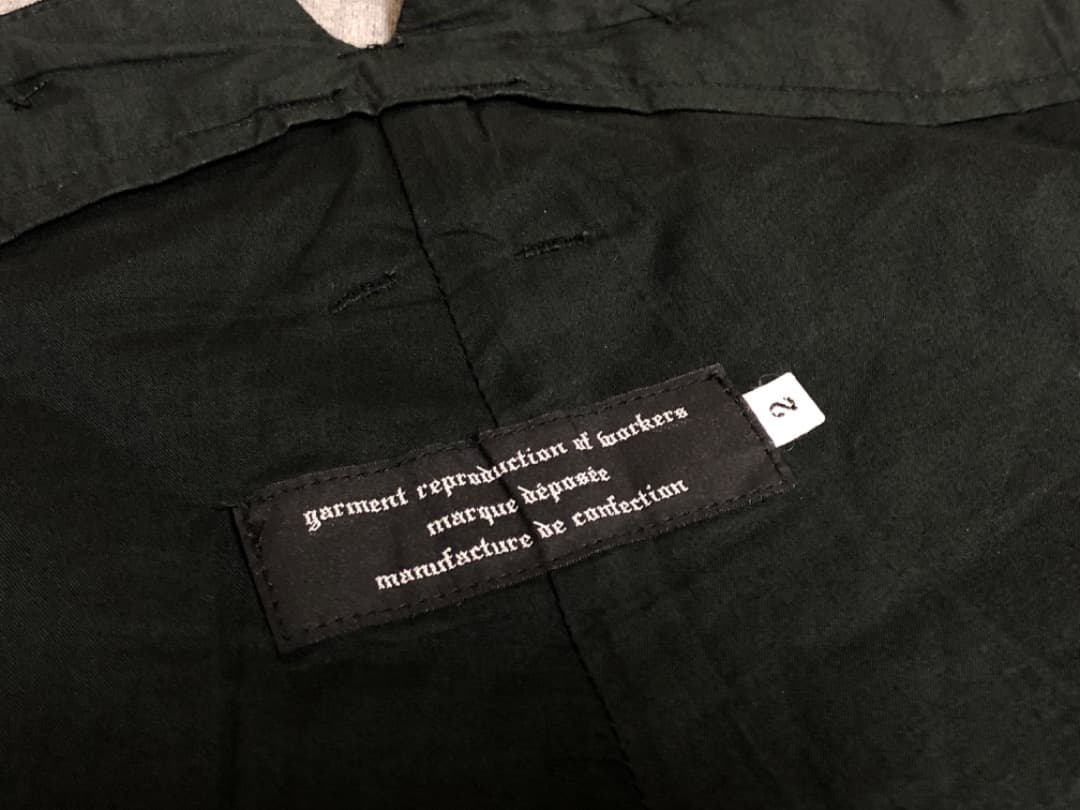 garment reproduction of workers
marque déposée
manufacture de confection
2